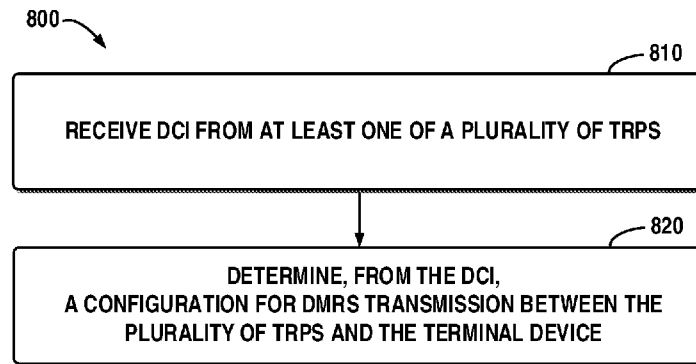 800
810
RECEIVE DCI FROM AT LEAST ONE OF A PLURALITY OF TRPS
820
DETERMINE, FROM THE DCI,
A CONFIGURATION FOR DMRS TRANSMISSION BETWEEN THE
PLURALITY OF TRPS AND THE TERMINAL DEVICE